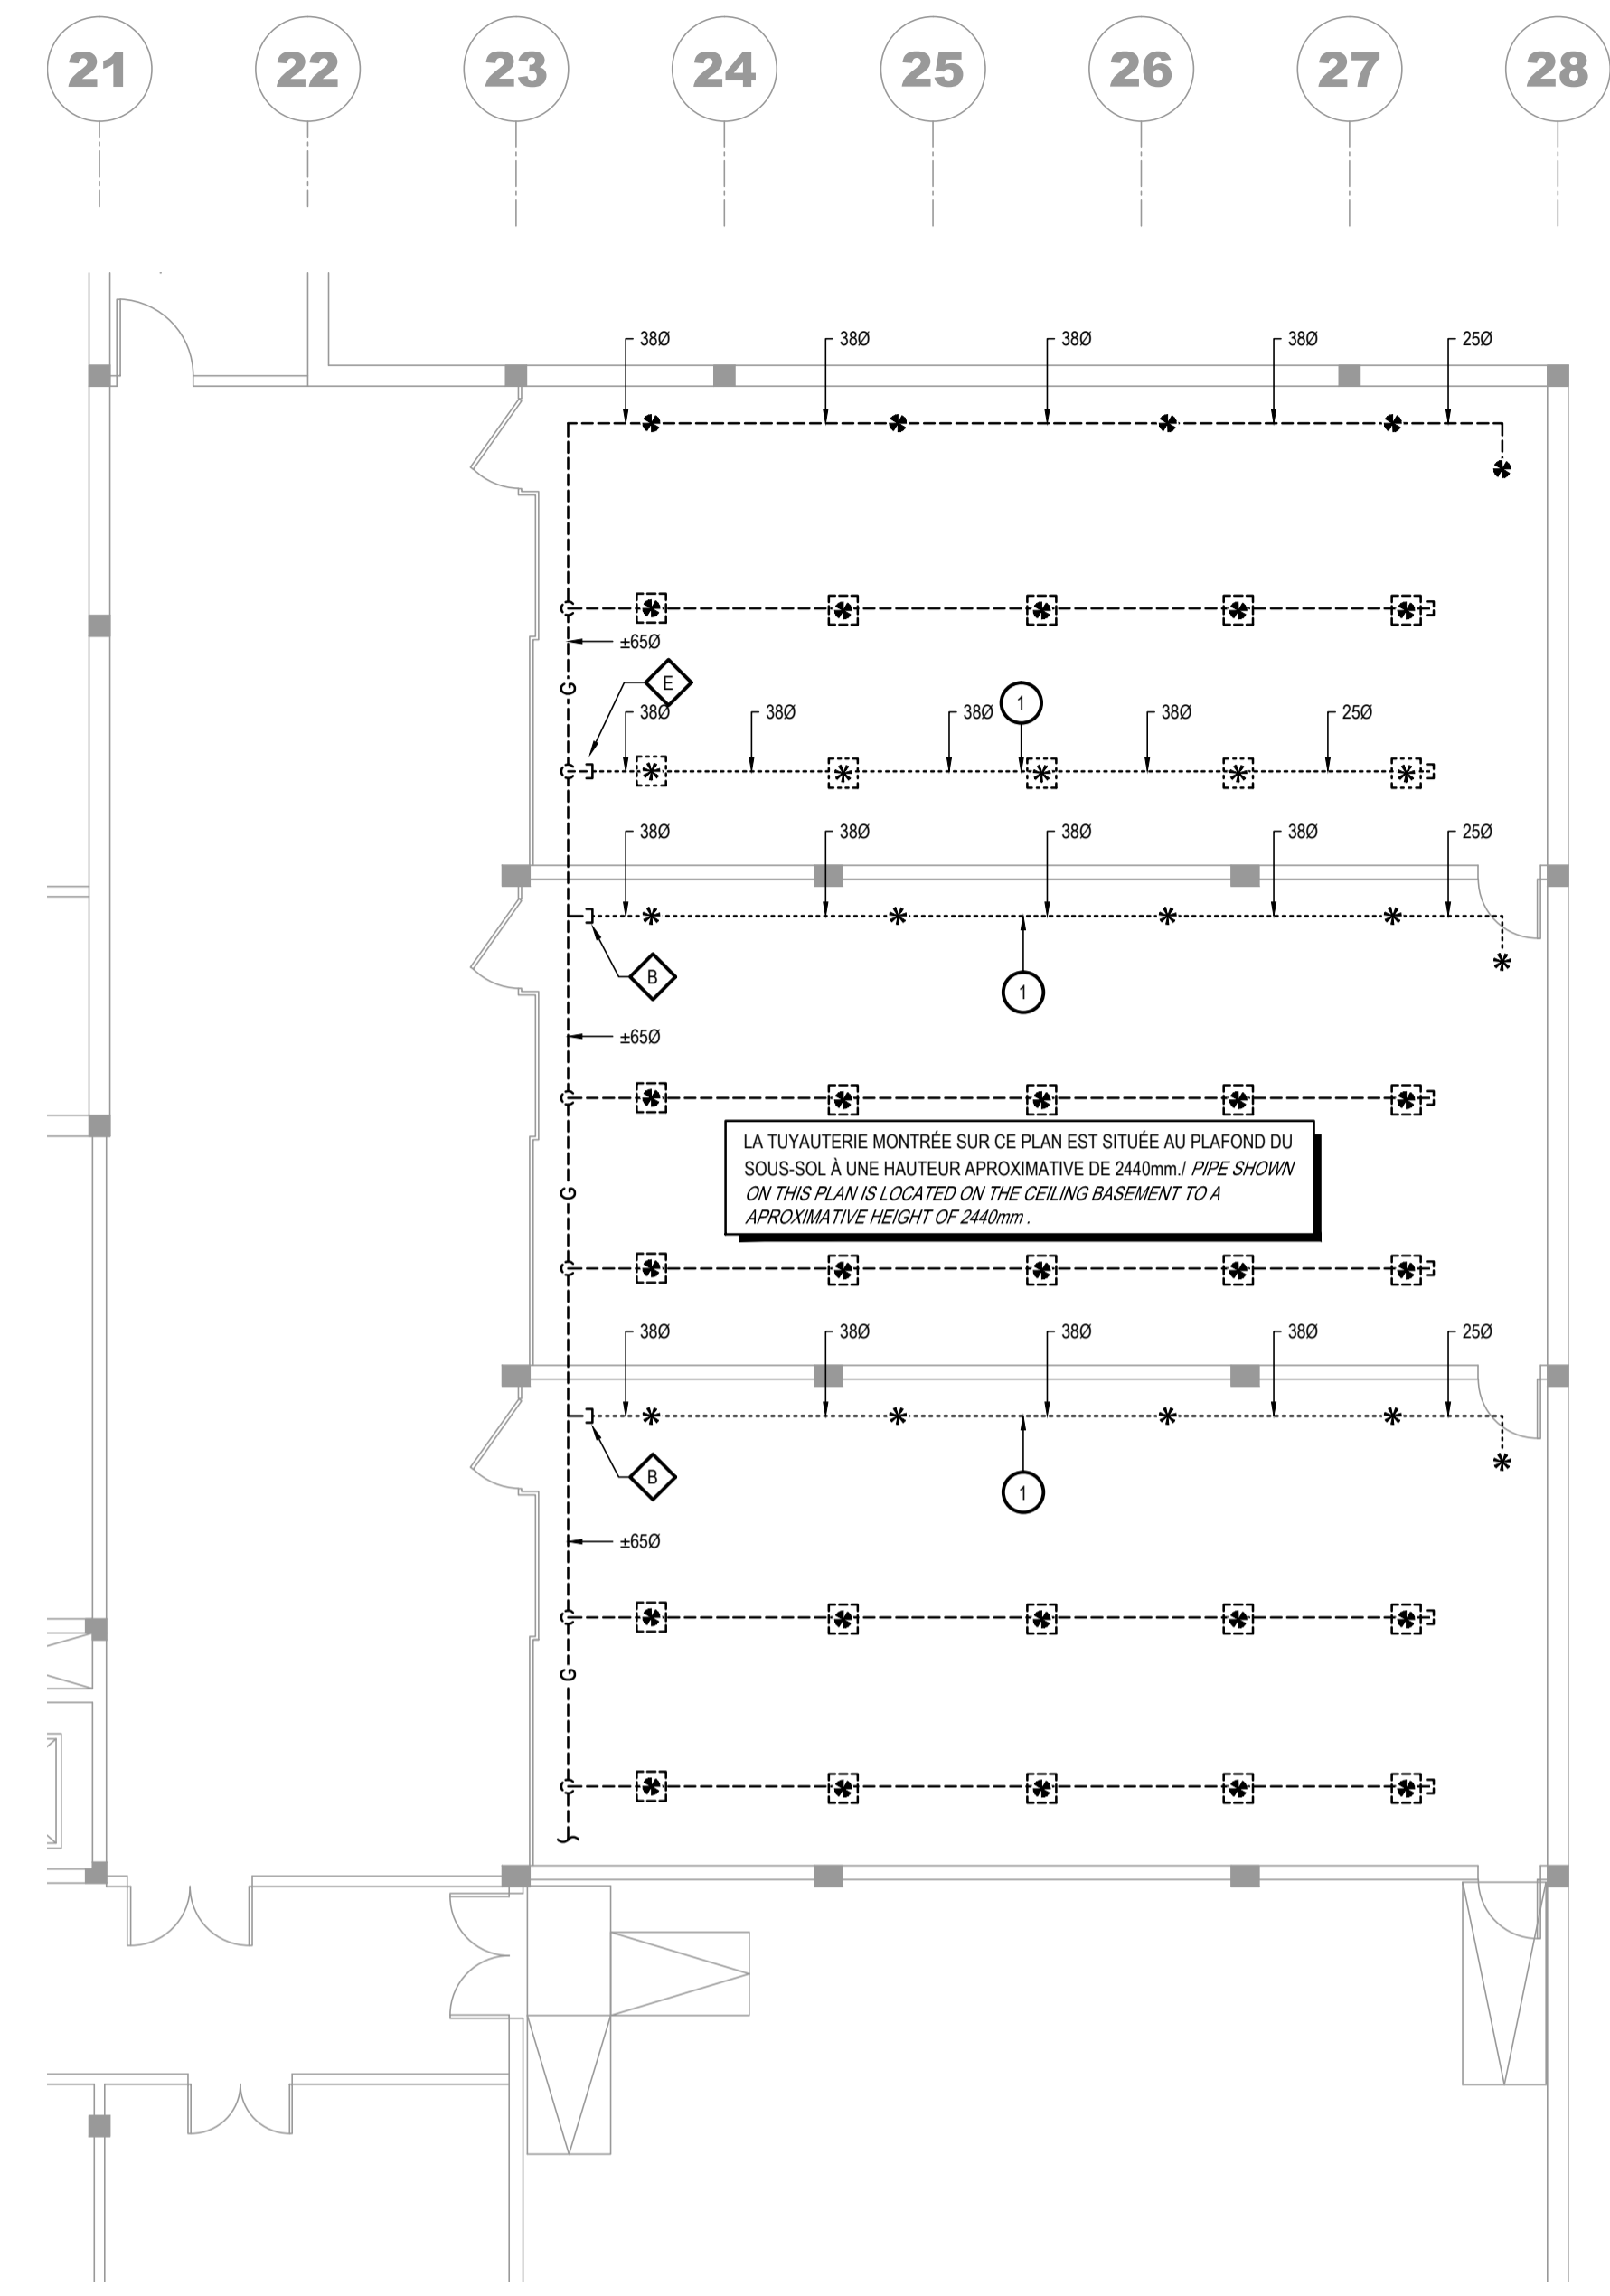 21 22 23 24 25 26 27 28
38Ø 38Ø 38Ø 38Ø 25Ø
±65Ø
E
G
1
38Ø 38Ø 38Ø 38Ø 25Ø
38Ø 38Ø 38Ø 38Ø 25Ø
B
1
±65Ø
LA TUYAUTERIE MONTRÉE SUR CE PLAN EST SITUÉE AU PLAFOND DU
SOUS-SOL À UNE HAUTEUR APROXIMATIVE DE 2440mm./ PIPE SHOWN
ON THIS PLAN IS LOCATED ON THE CEILING BASEMENT TO A
APROXIMATIVE HEIGHT OF 2440mm .
G
38Ø 38Ø 38Ø 38Ø 25Ø
B
1
±65Ø
G